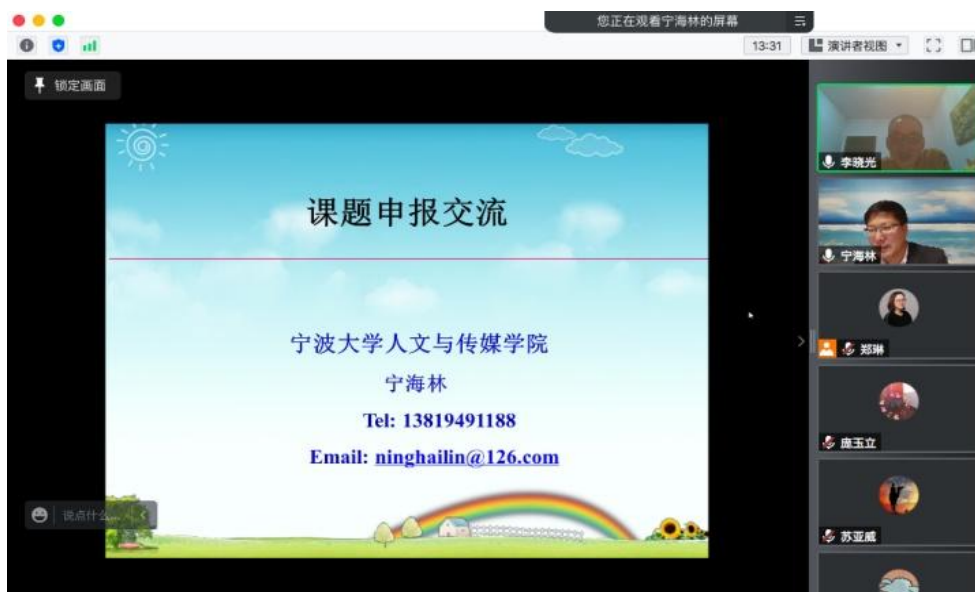 您正在观看宁海林的屏幕
13:31
演讲者视图
锁定画面
课题申报交流
宁波大学人文与传媒学院
宁海林
Tel: 13819491188
Email: ninghailin@126.com
说点什么...
李晓光
宁海林
郑琳
庞玉立
苏亚威